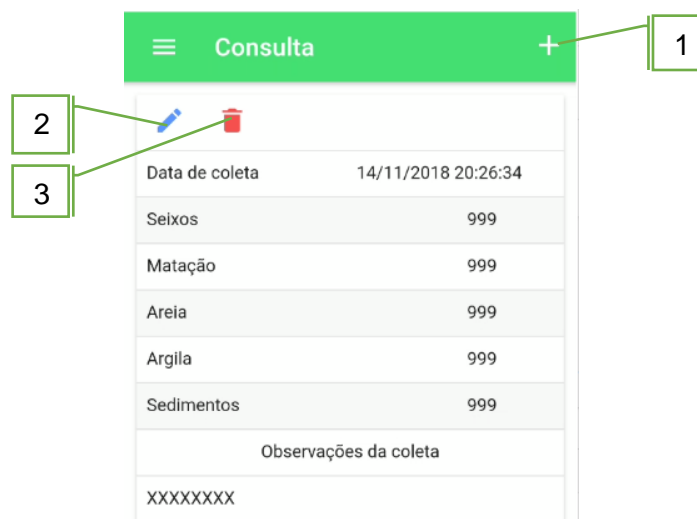 Consulta
1
2
3
Data de coleta 14/11/2018 20:26:34
Seixos 999
Matação 999
Areia 999
Argila 999
Sedimentos 999
Observações da coleta
XXXXXXXX